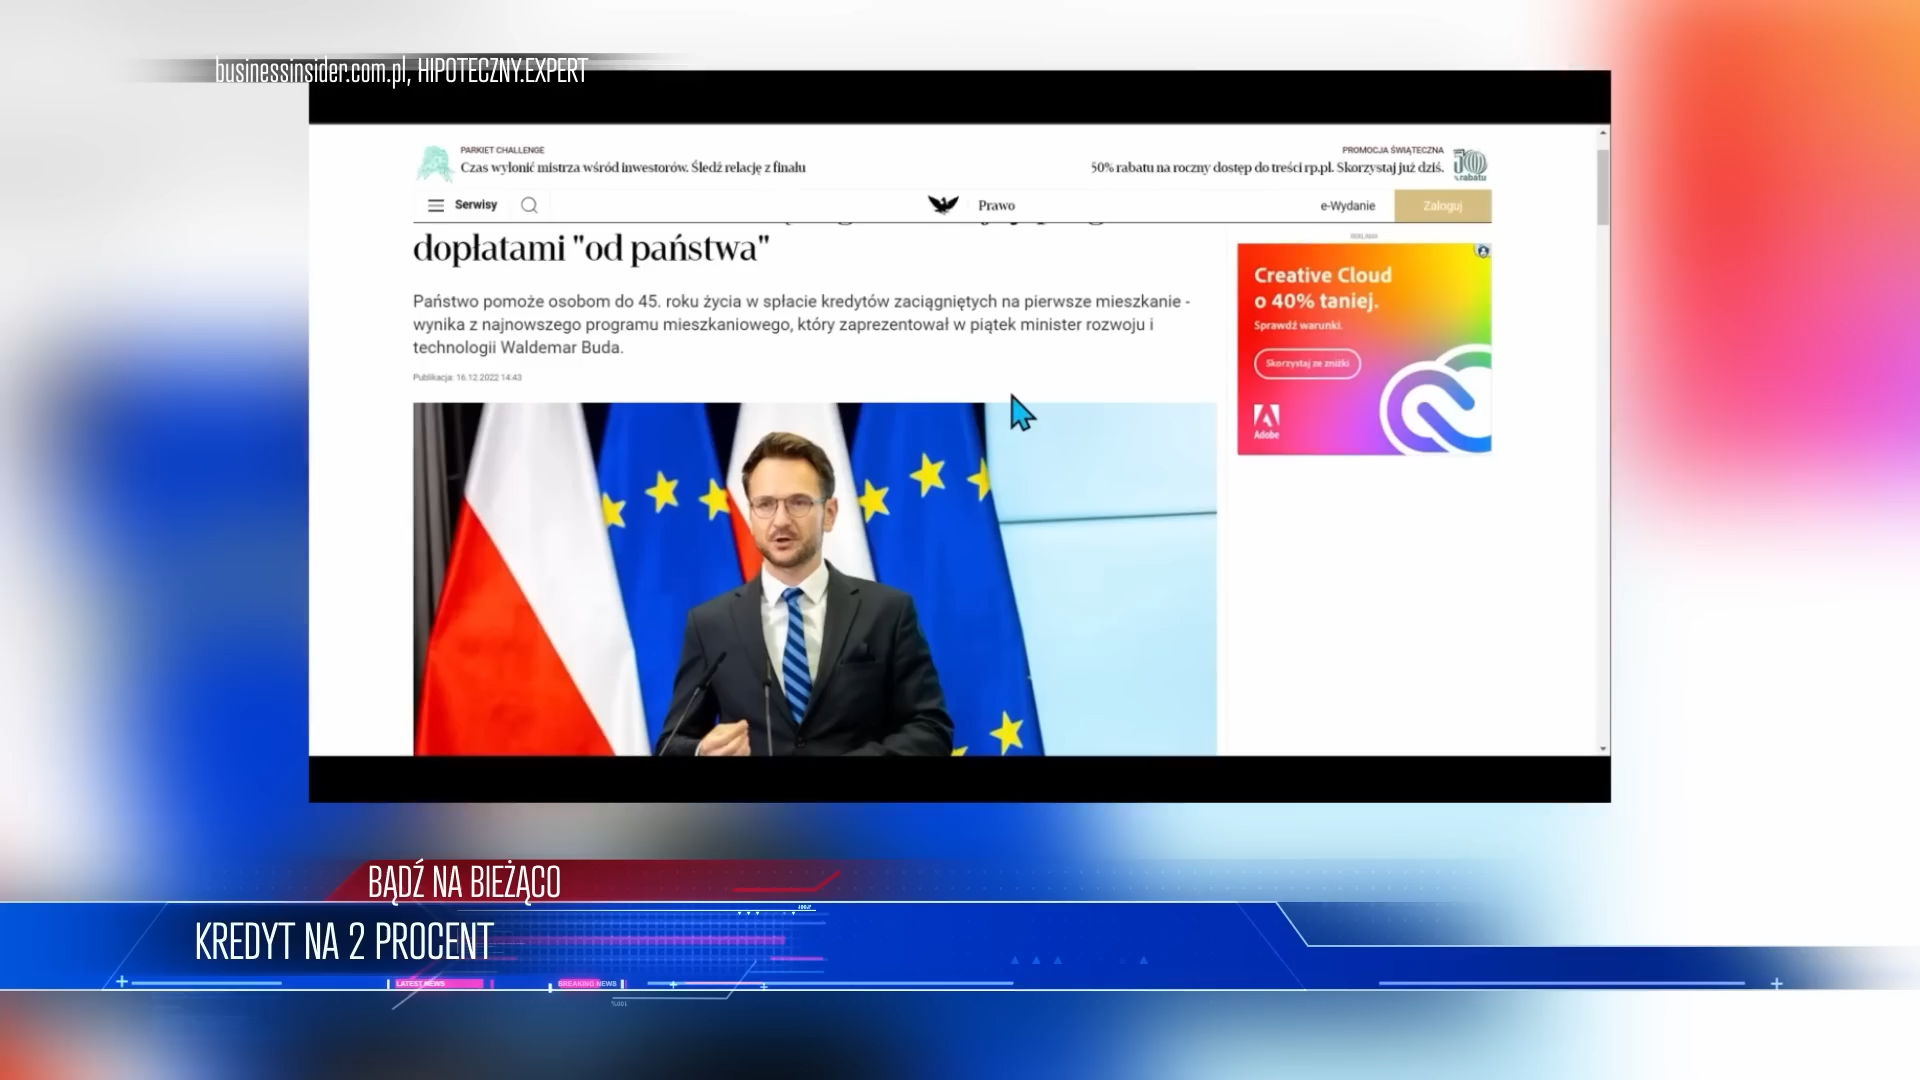 businessinsider.com.pl, HIPOTECZNY.EXPERT
PARKIET CHALLENGE
Czas wyłonić mistrza wśród inwestorów. Śledź relację z finału
PROMOCJA ŚWIĄTECZNA
50% rabatu na roczny dostęp do treści rp.pl. Skorzystaj już dziś.
50
% rabatu
Serwisy
Prawo
e-Wydanie
Zaloguj
dopłatami "od państwa"
Państwo pomoże osobom do 45. roku życia w spłacie kredytów zaciągniętych na pierwsze mieszkanie -
wynika z najnowszego programu mieszkaniowego, który zaprezentował w piątek minister rozwoju i
technologii Waldemar Buda.
Publikacja: 16.12.2022 14:43
REKLAMA
Creative Cloud
o 40% taniej.
Sprawdź warunki.
Skorzystaj ze zniżki
Adobe
BĄDŹ NA BIEŻĄCO
KREDYT NA 2 PROCENT
LATEST NEWS
BREAKING NEWS